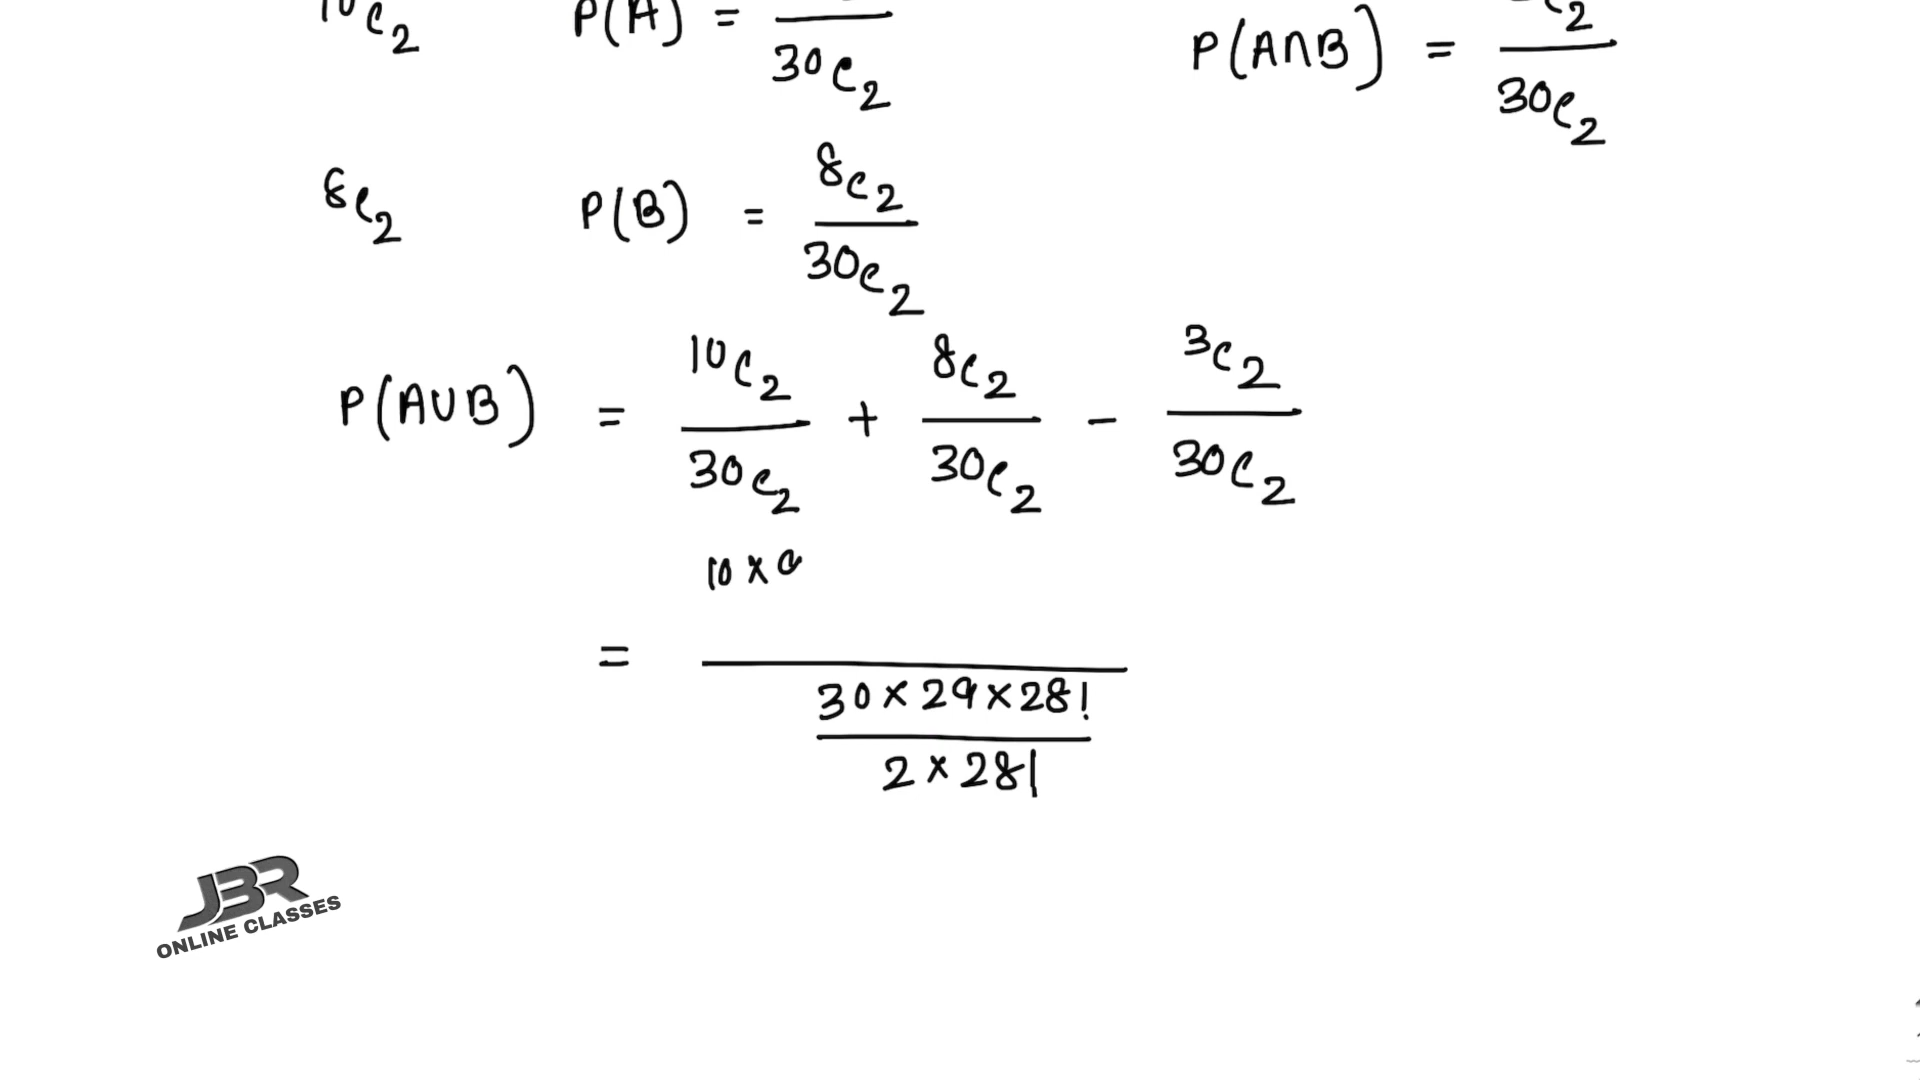 10C2 P(A) = /30C2 P(A∩B) = C2/30C2
8C2 P(B) = 8C2/30C2
P(A∪B) = 10C2/30C2 + 8C2/30C2 - 3C2/30C2
10 ×
=
30 × 29 × 28!
2 × 28!
JBR
ONLINE CLASSES